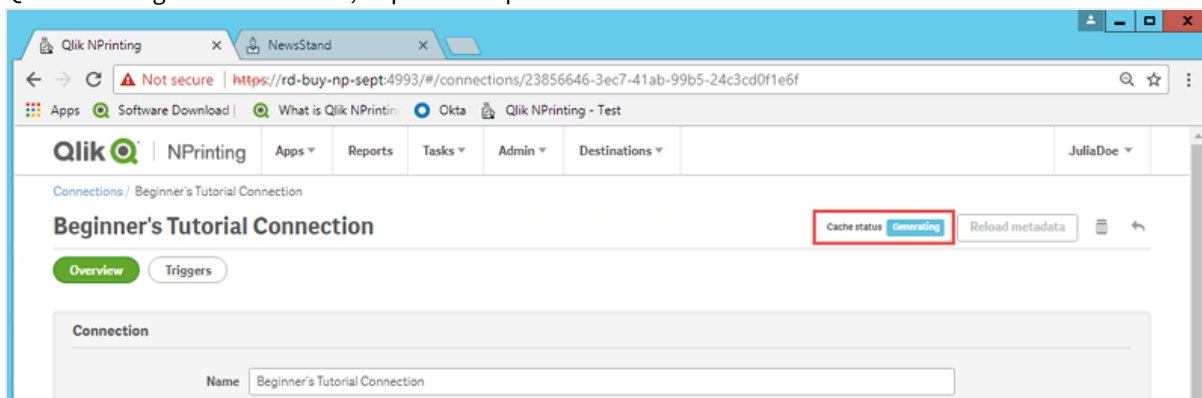 Qlik NPrinting
NewsStand
Not secure | https://rd-buy-np-sept:4993/#/connections/23856646-3ec7-41ab-99b5-24c3cd0f1e6f
Apps Software Download | What is Qlik NPrinting Okta Qlik NPrinting - Test
Qlik NPrinting Apps Reports Tasks Admin Destinations JuliaDoe
Connections / Beginner's Tutorial Connection
Beginner's Tutorial Connection Cache status Generating Reload metadata
Overview Triggers
Connection
Name Beginner's Tutorial Connection